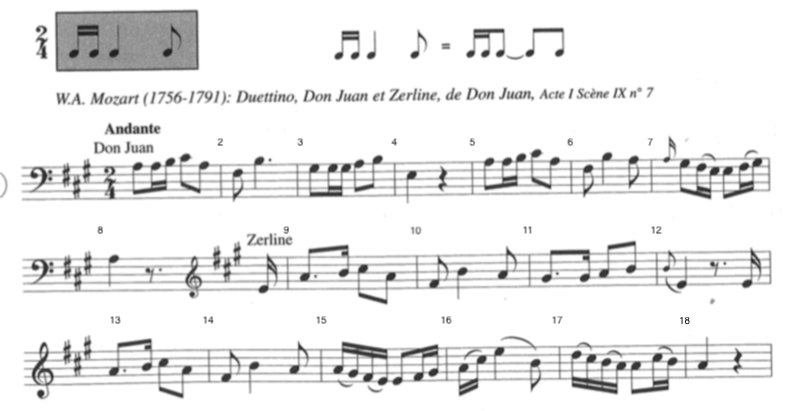 2
4
=
W.A. Mozart (1756-1791): Duettino, Don Juan et Zerline, de Don Juan, Acte I Scène IX n° 7
Andante
Don Juan
2 3 4 5 6 7
2
4
8 9 10 11 12
Zerline
13 14 15 16 17 18